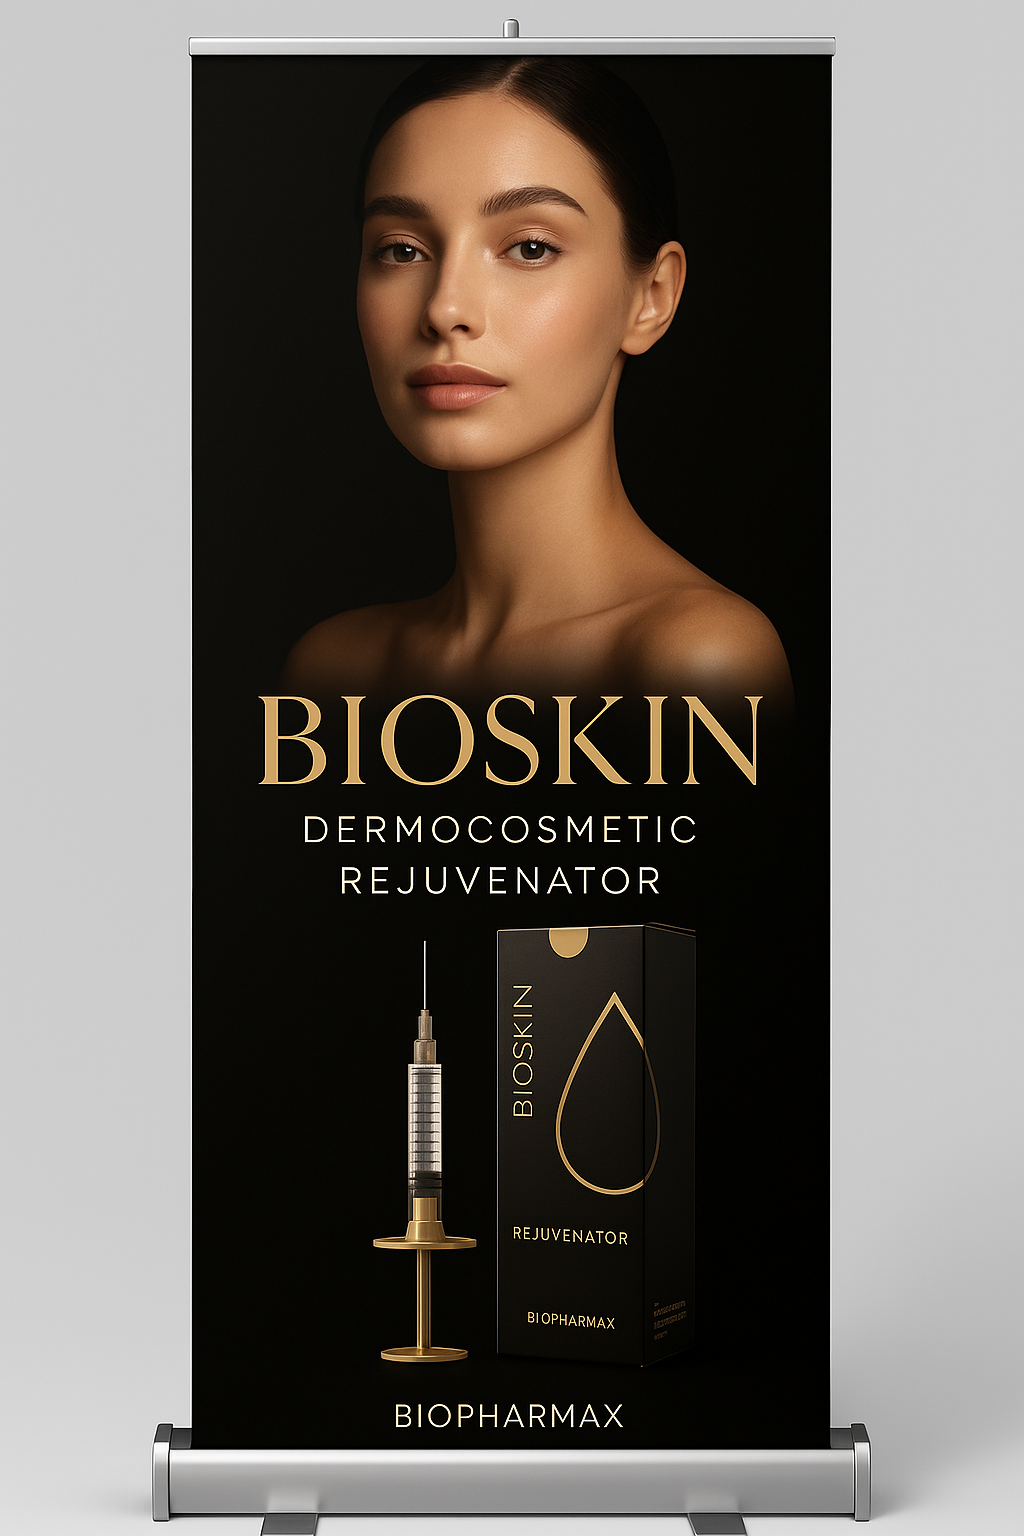 BIOSKIN
DERMOCOSMETIC
REJUVENATOR
BIOSKIN
REJUVENATOR
BIOPHARMAX
BIOPHARMAX